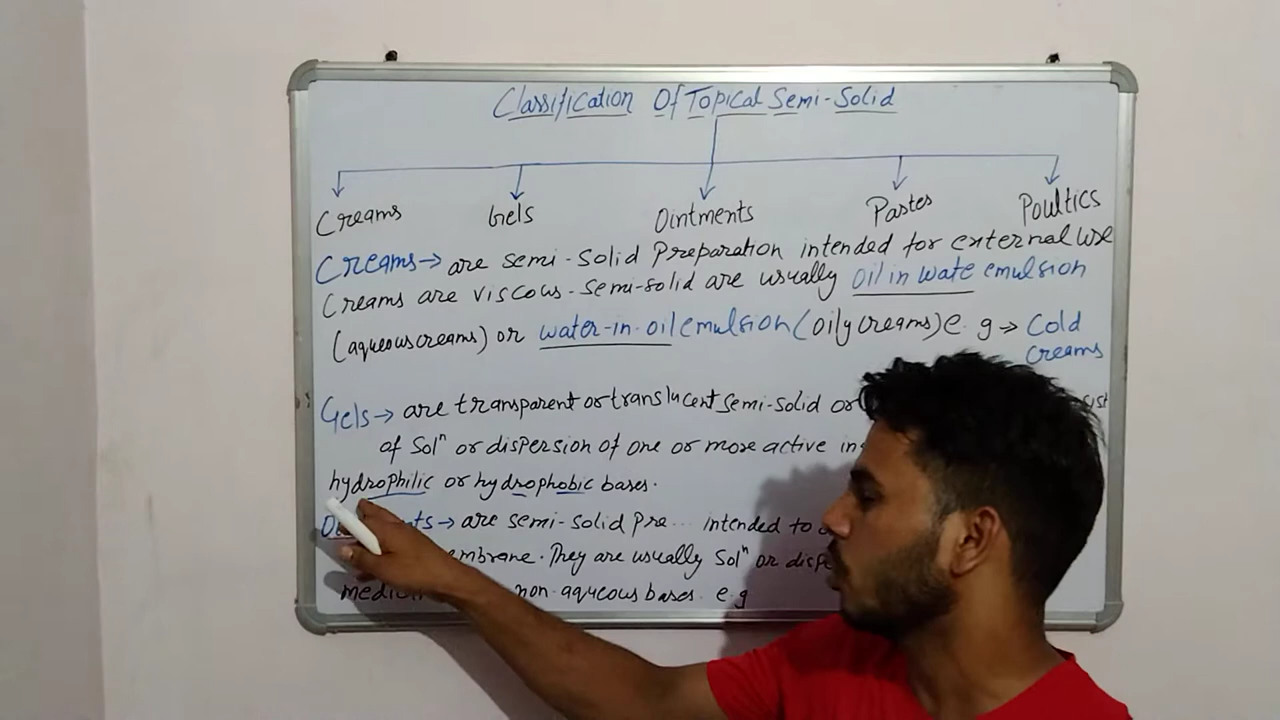 Classification Of Topical Semi-Solid
Creams Gels Ointments Pastes Poultics
Creams → are semi-solid Preparation intended for external use
Creams are viscous-semi-solid are usually oil in wate emulsion
(aqueous creams) or water-in-oil emulsion (oily creams) e.g → Cold
Creams
Gels → are transparent or translucent semi-solid or
of Solⁿ or dispersion of one or more active in
hydrophilic or hydrophobic bases.
→ are semi-solid Pre... intended to
They are usually Solⁿ or disp
non-aqueous bases. e.g